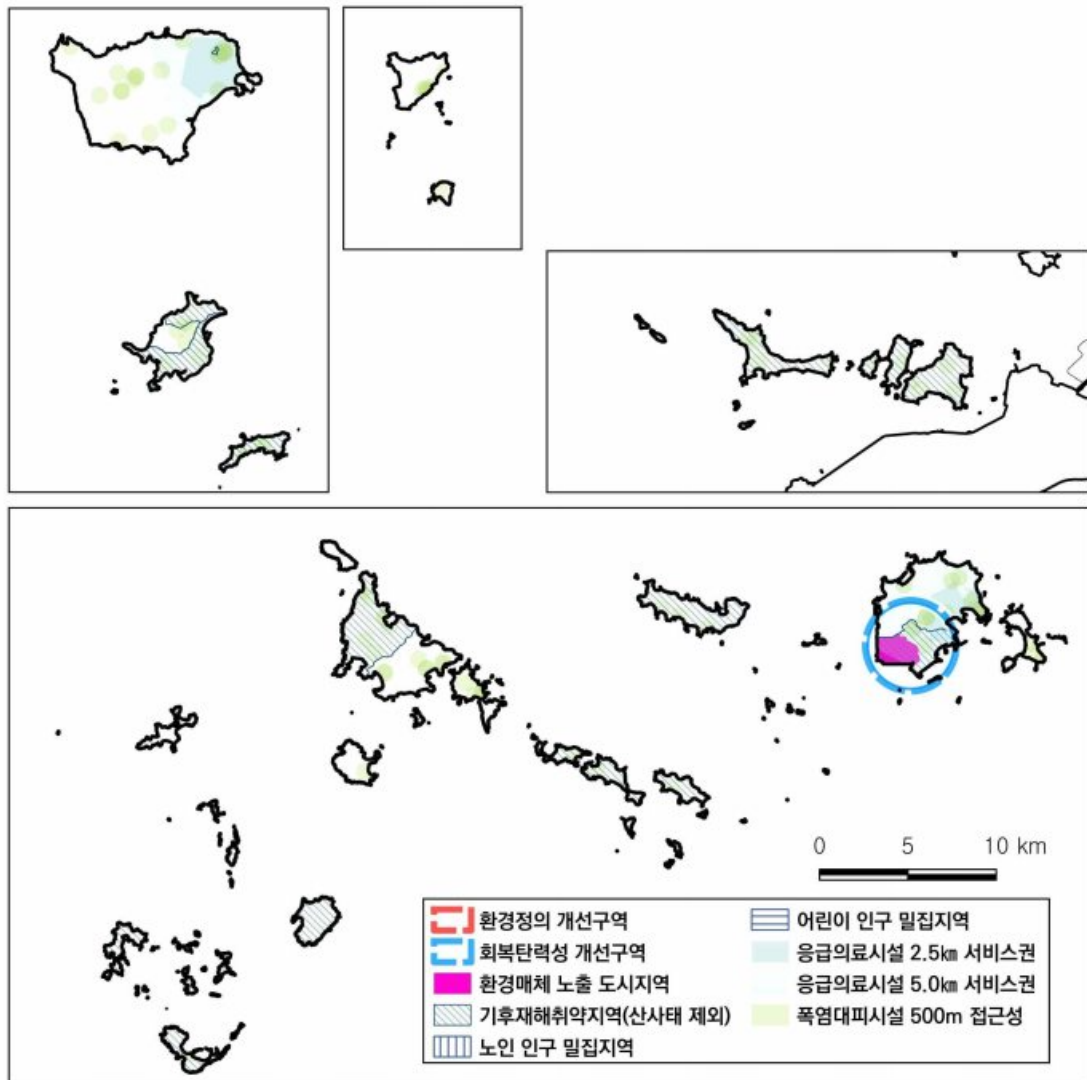 0 5 10 km
환경정의 개선구역
회복탄력성 개선구역
환경매체 노출 도시지역
기후재해취약지역(산사태 제외)
노인 인구 밀집지역
어린이 인구 밀집지역
응급의료시설 2.5㎞ 서비스권
응급의료시설 5.0㎞ 서비스권
폭염대피시설 500m 접근성